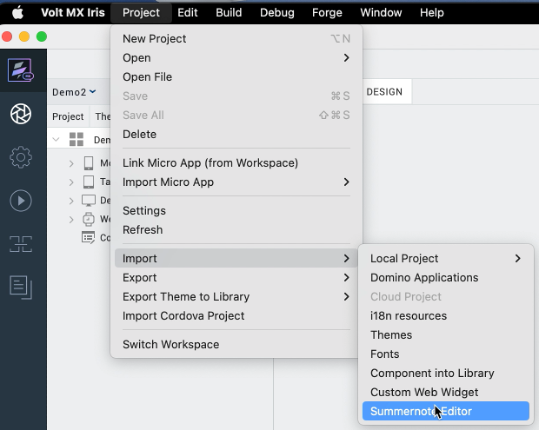 Volt MX Iris Project Edit Build Debug Forge Window Help
New Project ⌥ N
Open
Open File
Save ⌘ S
Save All ⇧ ⌘ S
Delete
Link Micro App (from Workspace)
Import Micro App
Settings
Refresh
Import
Export
Export Theme to Library
Import Cordova Project
Switch Workspace
Local Project
Domino Applications
Cloud Project
i18n resources
Themes
Fonts
Component into Library
Custom Web Widget
Summernote Editor
Demo2
DESIGN
Project The
Den
Mo
Ta
De
We
Co